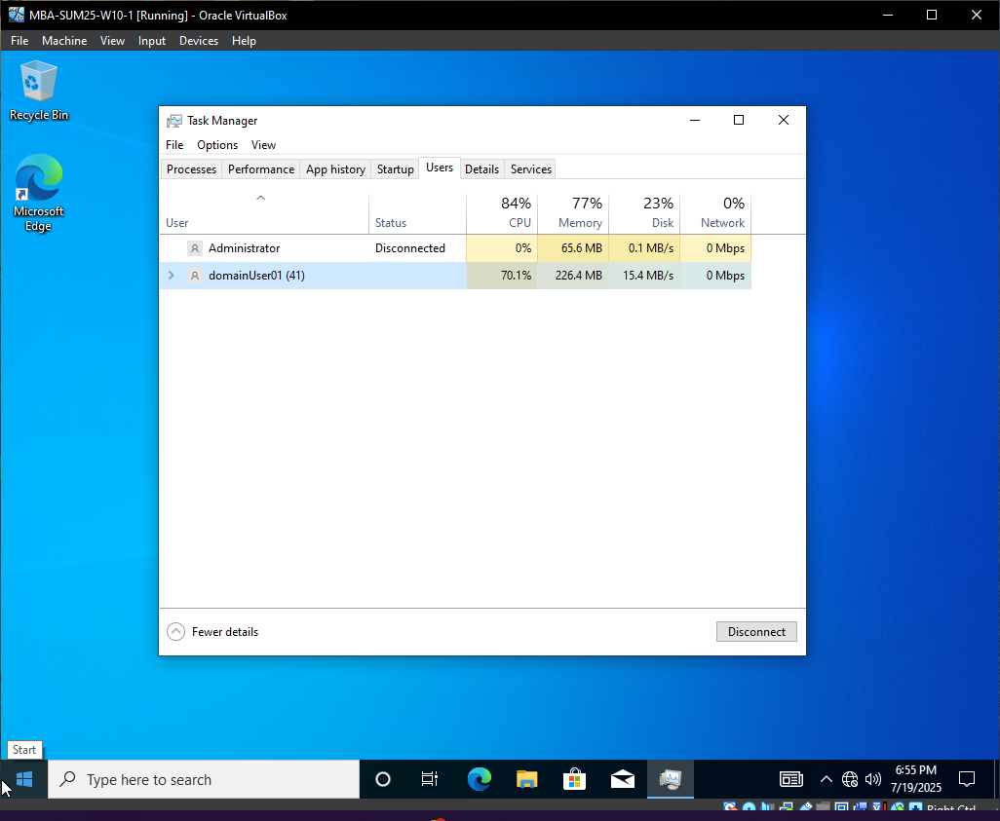 MBA-SUM25-W10-1 [Running] - Oracle VirtualBox
File Machine View Input Devices Help
Recycle Bin
Microsoft
Edge
Task Manager
File Options View
Processes Performance App history Startup Users Details Services
84% 77% 23% 0%
User Status CPU Memory Disk Network
Administrator Disconnected 0% 65.6 MB 0.1 MB/s 0 Mbps
domainUser01 (41) 70.1% 226.4 MB 15.4 MB/s 0 Mbps
Fewer details Disconnect
Start
Type here to search
6:55 PM
7/19/2025
Right Ctrl